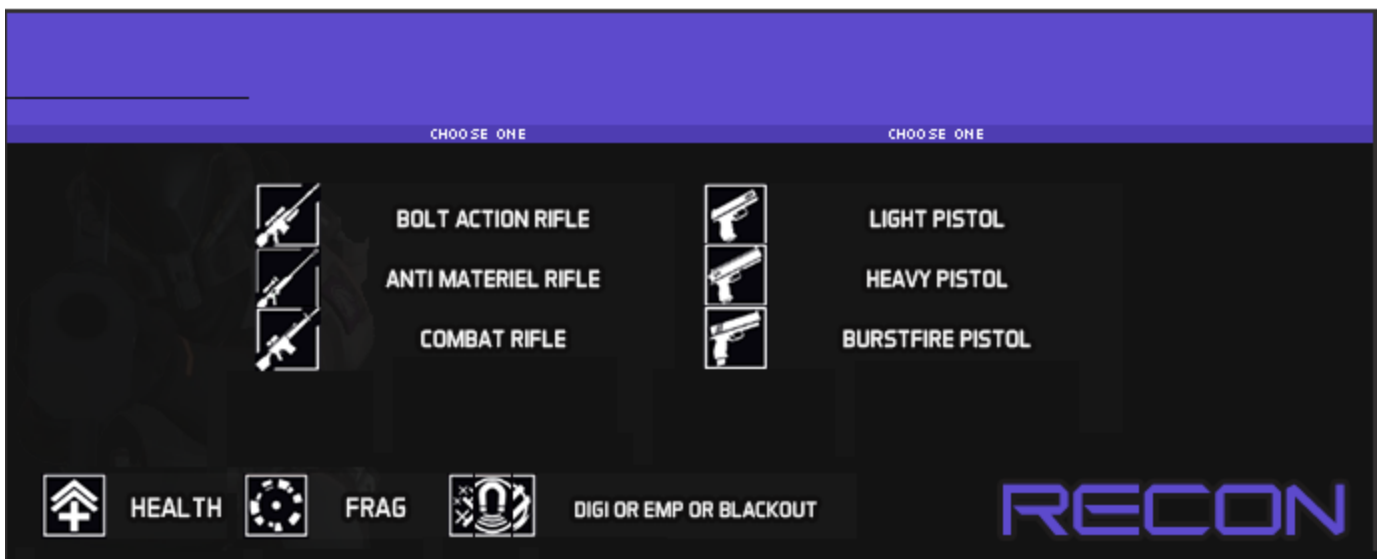 CHOOSE ONE CHOOSE ONE
BOLT ACTION RIFLE LIGHT PISTOL
ANTI MATERIEL RIFLE HEAVY PISTOL
COMBAT RIFLE BURSTFIRE PISTOL
HEALTH FRAG DIGI OR EMP OR BLACKOUT
RECON